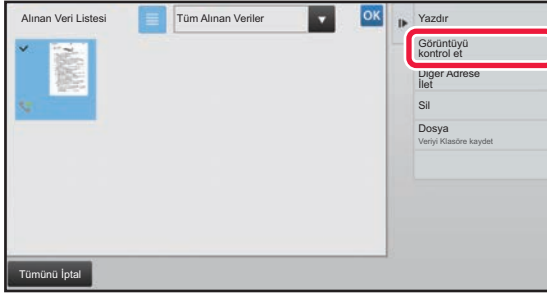 Alınan Veri Listesi
Tüm Alınan Veriler
OK
Yazdır
Görüntüyü
kontrol et
Diğer Adrese
İlet
Sil
Dosya
Veriyi Klasöre kaydet
Tümünü İptal